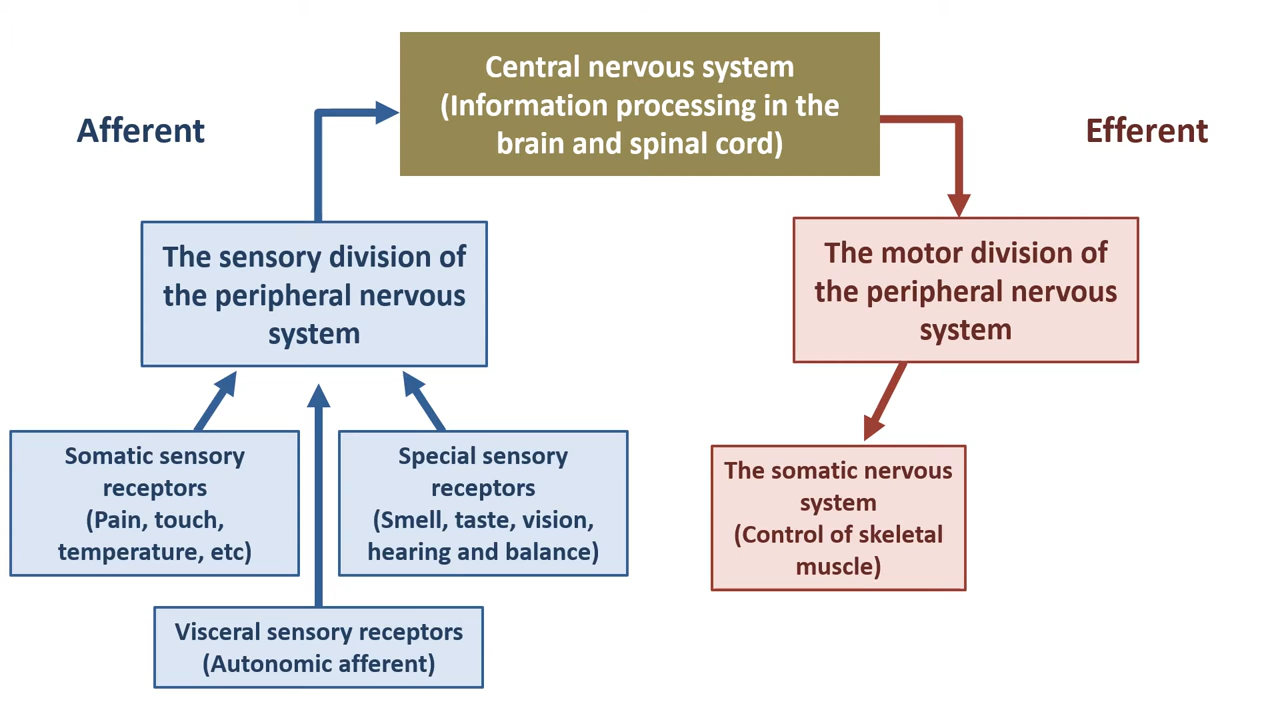 Central nervous system
(Information processing in the
brain and spinal cord)
Afferent
Efferent
The sensory division of
the peripheral nervous
system
The motor division of
the peripheral nervous
system
Somatic sensory
receptors
(Pain, touch,
temperature, etc)
Special sensory
receptors
(Smell, taste, vision,
hearing and balance)
The somatic nervous
system
(Control of skeletal
muscle)
Visceral sensory receptors
(Autonomic afferent)